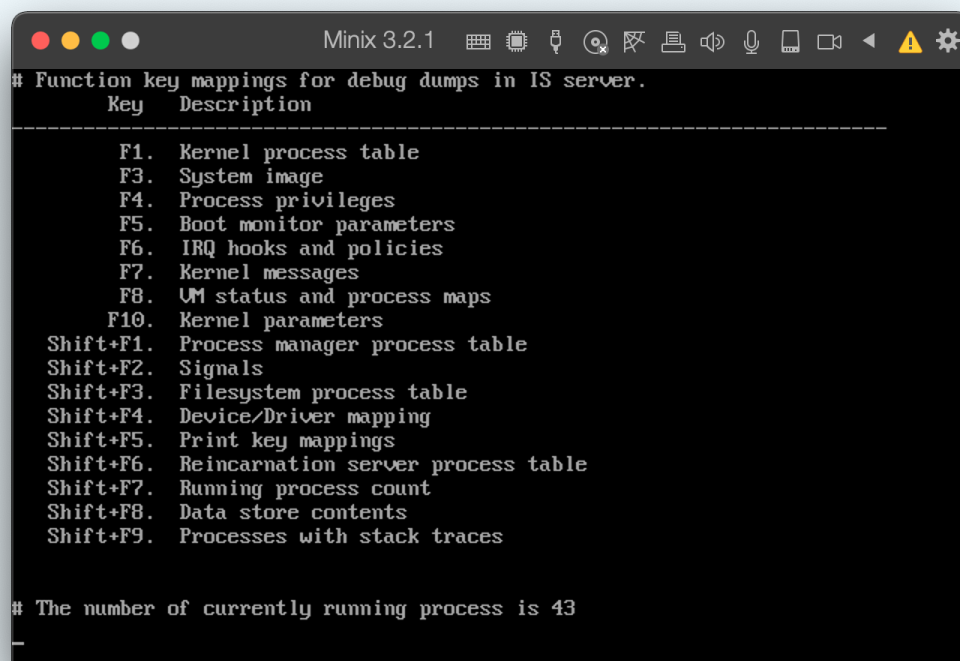 Minix 3.2.1
# Function key mappings for debug dumps in IS server.
Key Description
-------------------------------------------------------------------------
F1. Kernel process table
F3. System image
F4. Process privileges
F5. Boot monitor parameters
F6. IRQ hooks and policies
F7. Kernel messages
F8. VM status and process maps
F10. Kernel parameters
Shift+F1. Process manager process table
Shift+F2. Signals
Shift+F3. Filesystem process table
Shift+F4. Device/Driver mapping
Shift+F5. Print key mappings
Shift+F6. Reincarnation server process table
Shift+F7. Running process count
Shift+F8. Data store contents
Shift+F9. Processes with stack traces
# The number of currently running process is 43